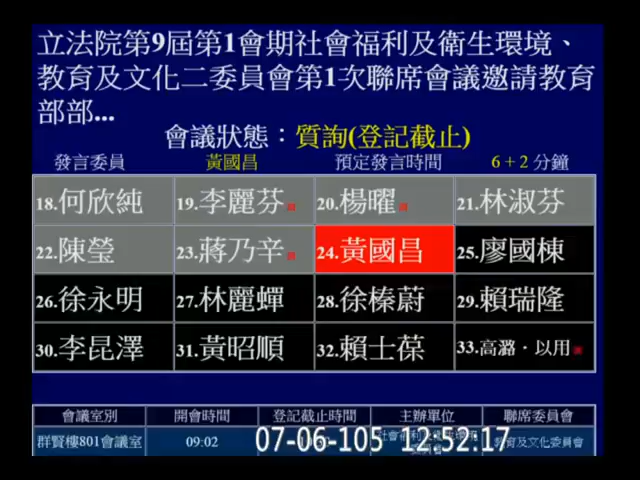 立法院第9屆第1會期社會福利及衛生環境、
教育及文化二委員會第1次聯席會議邀請教育
部部...
會議狀態：質詢(登記截止)
發言委員 黃國昌 預定發言時間 6+2 分鐘
18.何欣純 19.李麗芬 20.楊曜 21.林淑芬
22.陳瑩 23.蔣乃辛 24.黃國昌 25.廖國棟
26.徐永明 27.林麗蟬 28.徐榛蔚 29.賴瑞隆
30.李昆澤 31.黃昭順 32.賴士葆 33.高潞．以用
會議室別 開會時間 登記截止時間 主辦單位 聯席委員會
群賢樓801會議室 09:02 教育及文化委員會
07-06-105 12:52:17